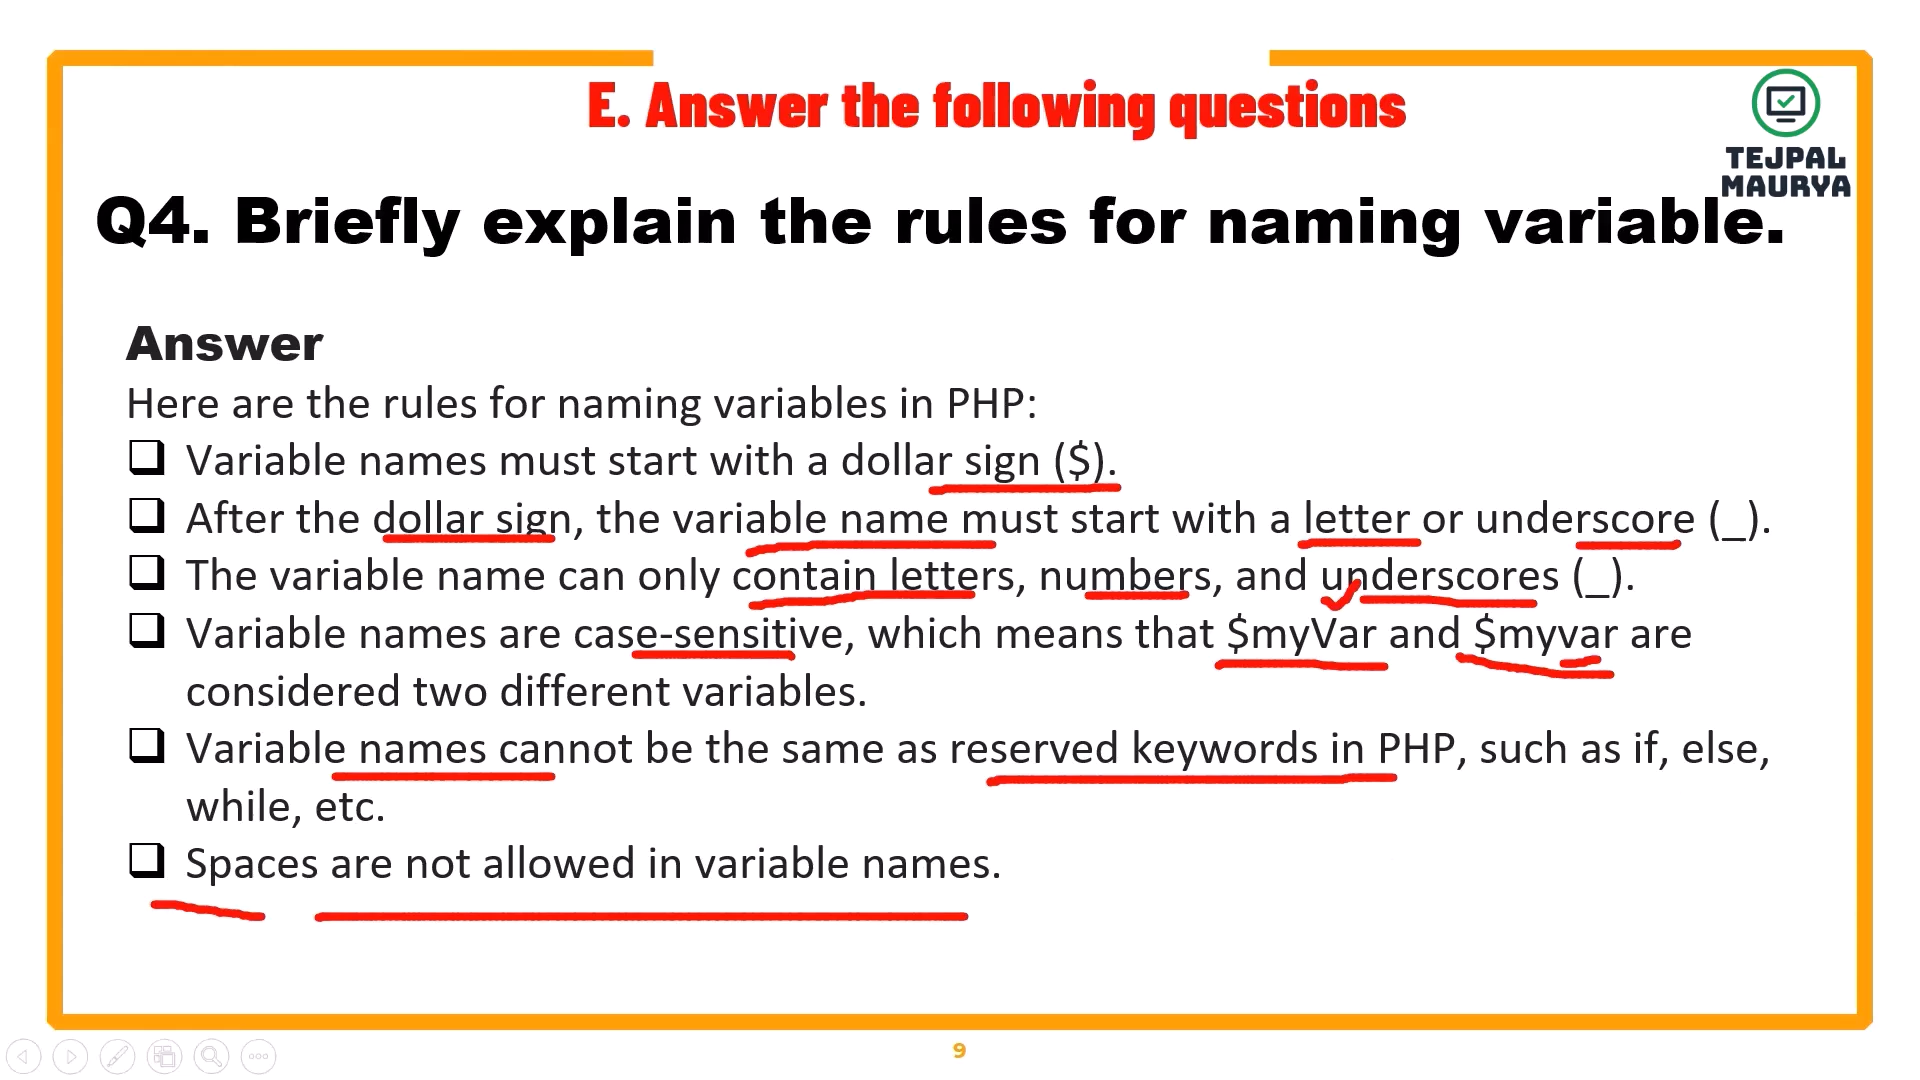 E. Answer the following questions
TEJPAL
MAURYA
Q4. Briefly explain the rules for naming variable.
Answer
Here are the rules for naming variables in PHP:
Variable names must start with a dollar sign ($).
After the dollar sign, the variable name must start with a letter or underscore (_).
The variable name can only contain letters, numbers, and underscores (_).
Variable names are case-sensitive, which means that $myVar and $myvar are
considered two different variables.
Variable names cannot be the same as reserved keywords in PHP, such as if, else,
while, etc.
Spaces are not allowed in variable names.
9